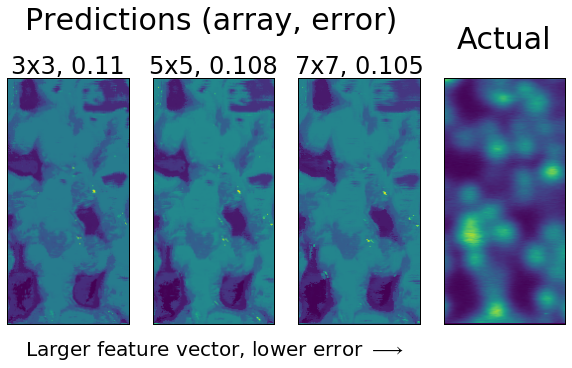 Predictions (array, error)
Actual
3x3, 0.11
5x5, 0.108
7x7, 0.105
Larger feature vector, lower error ⟶